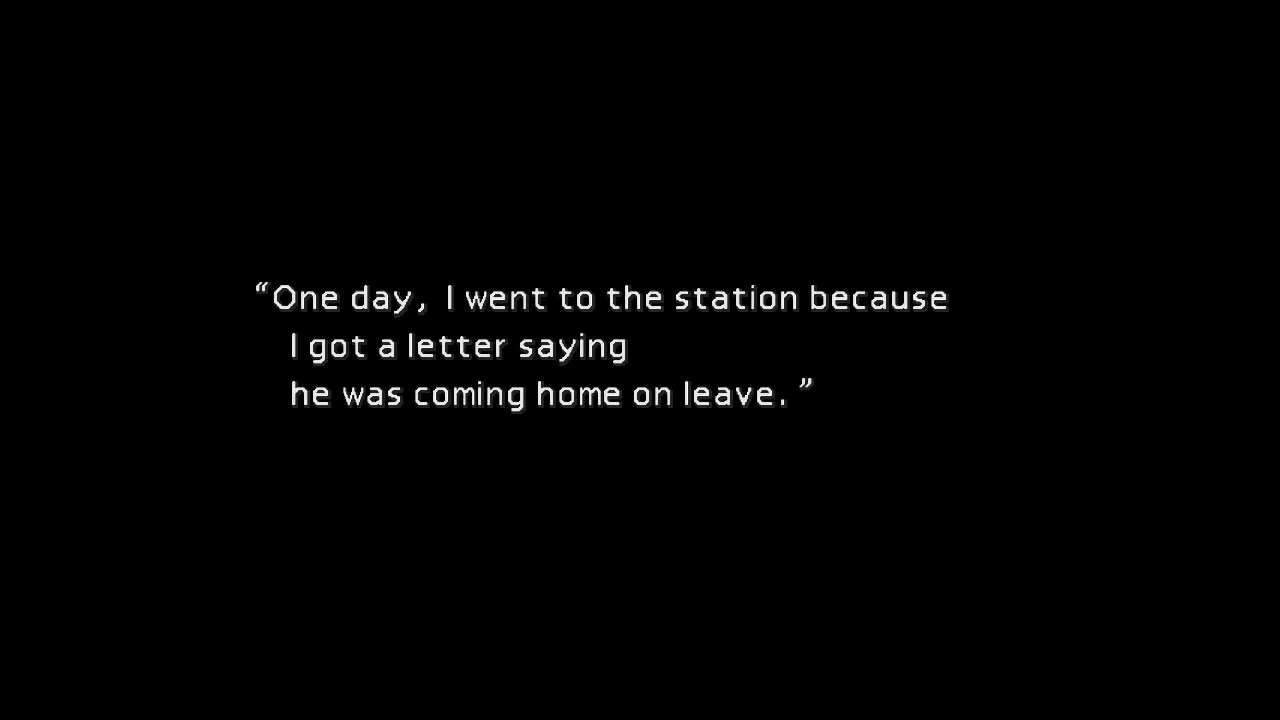 “One day, I went to the station because
I got a letter saying
he was coming home on leave.”